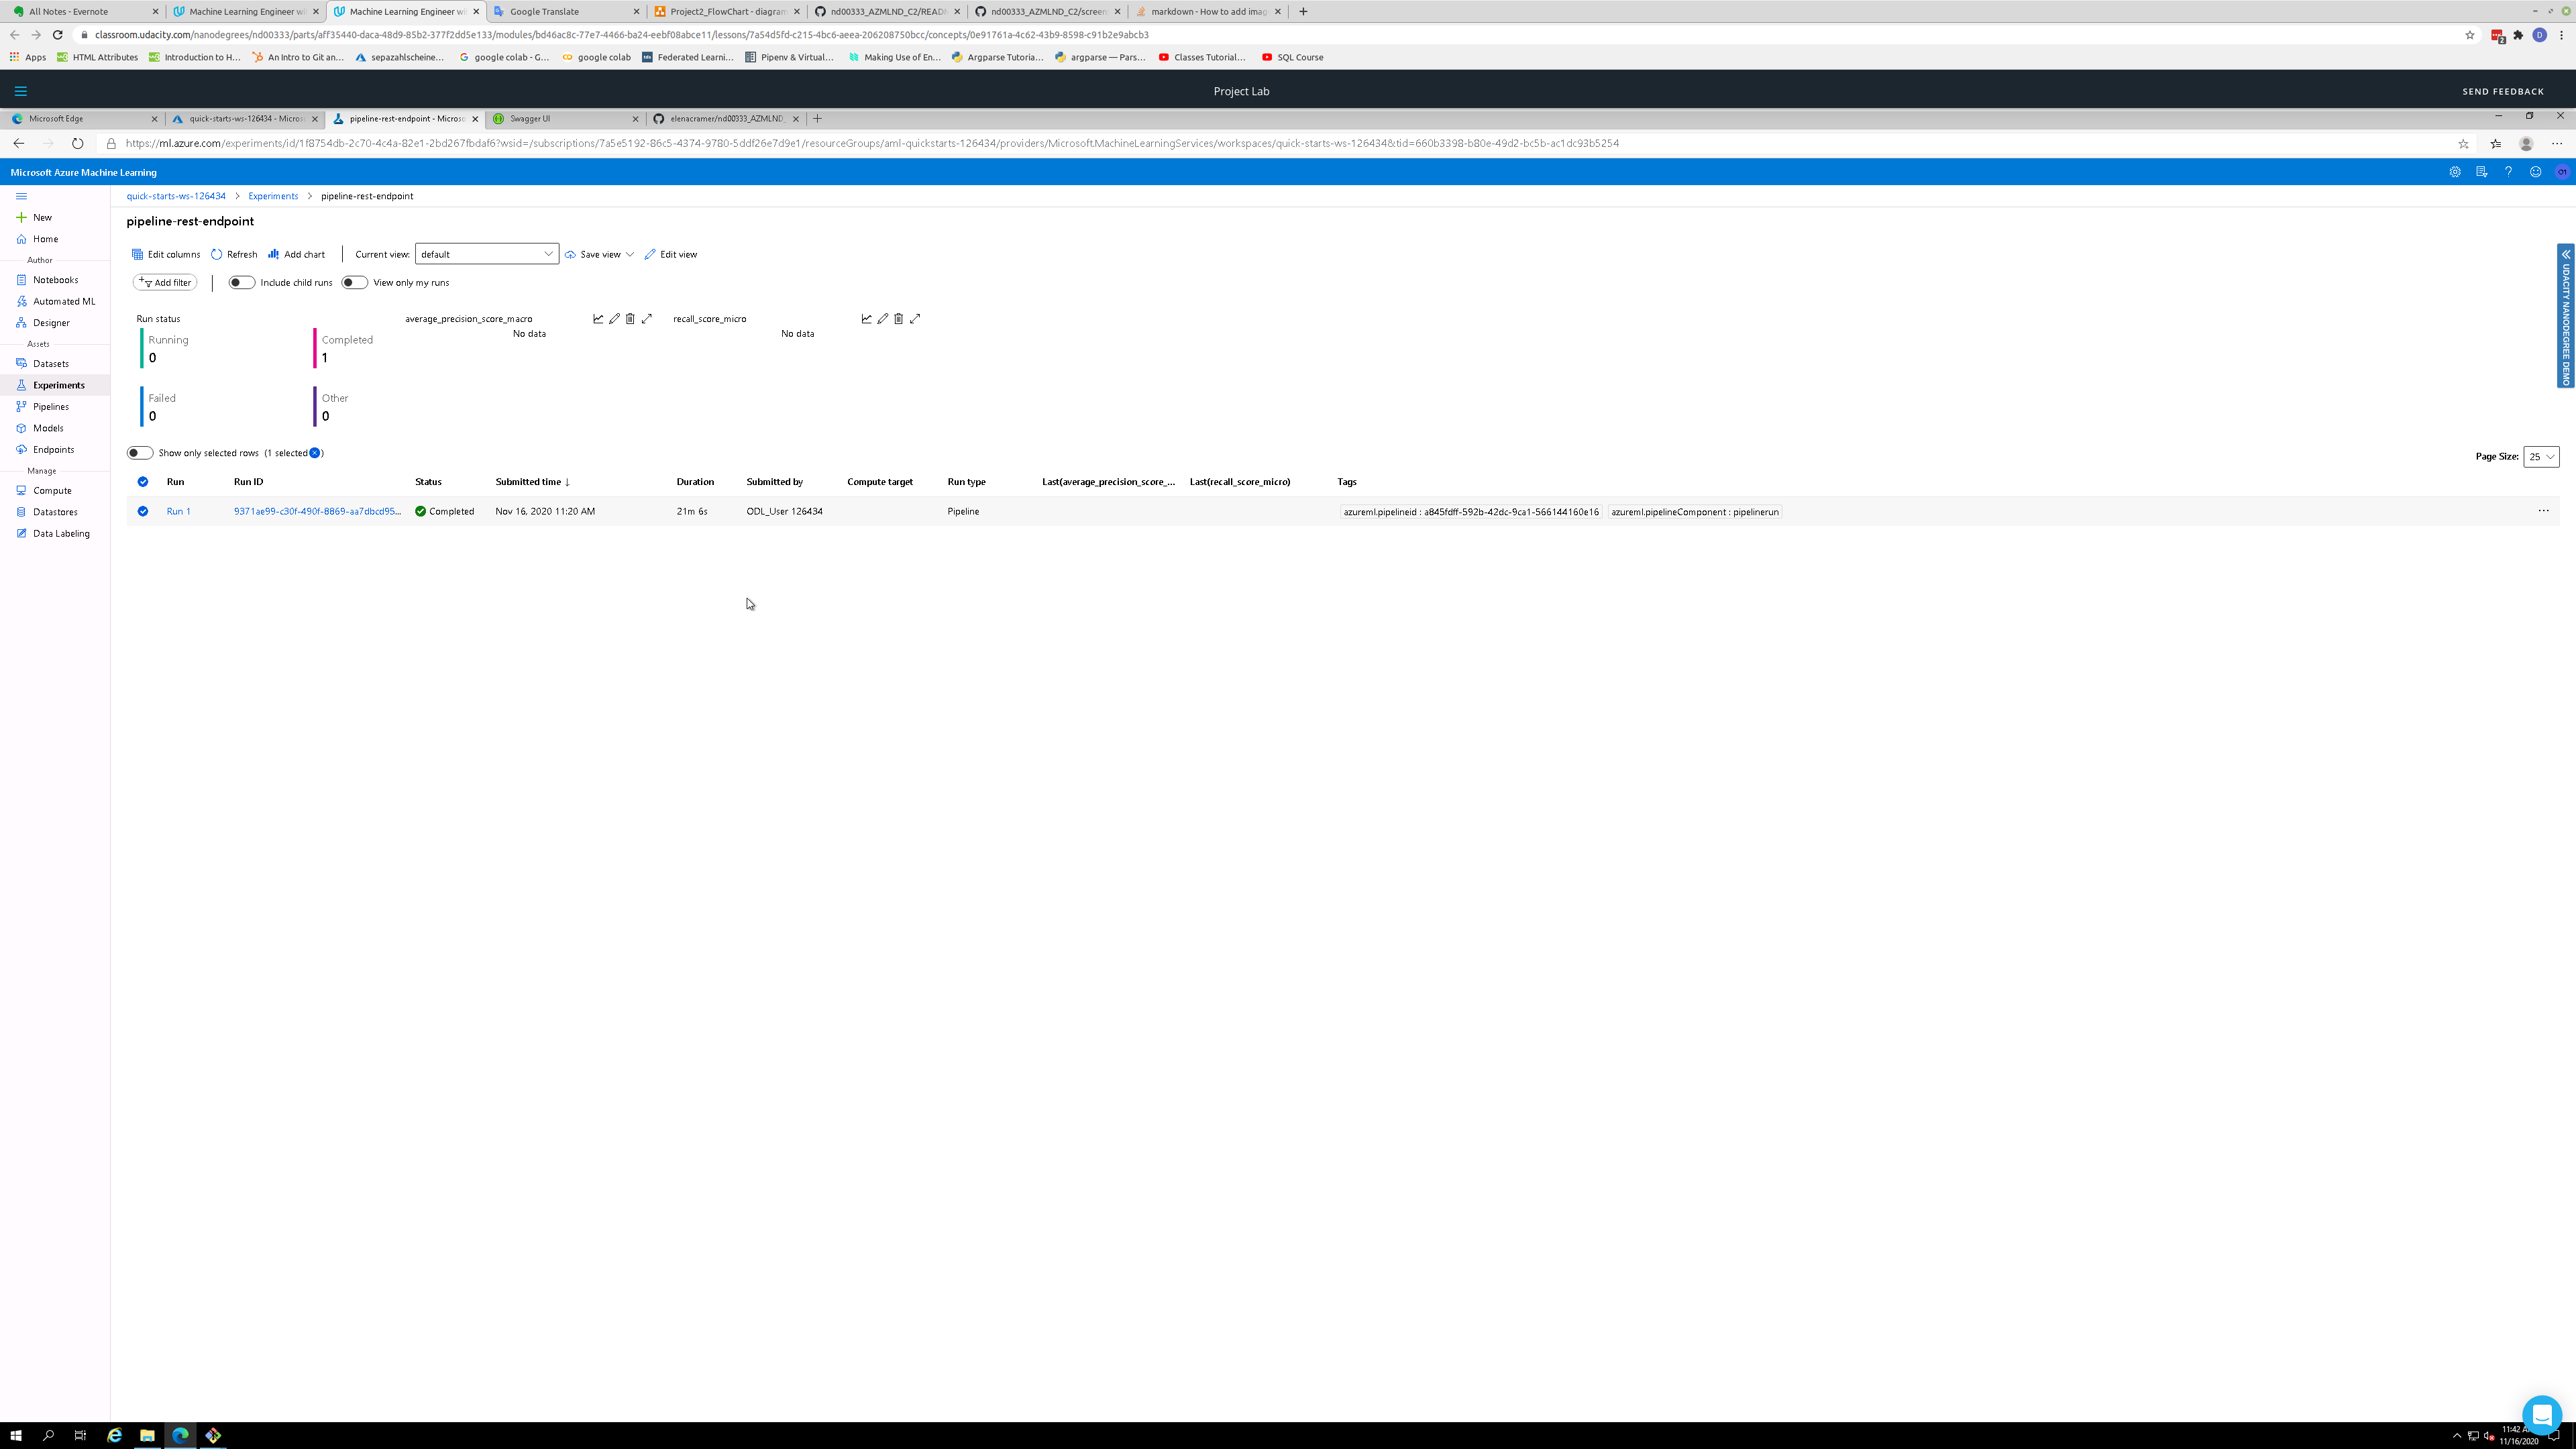 All Notes - Evernote
Machine Learning Engineer wi
Machine Learning Engineer wi
Google Translate
Project2_FlowChart - diagram
nd00333_AZMLND_C2/READ
nd00333_AZMLND_C2/screen
markdown - How to add imag
classroom.udacity.com/nanodegrees/nd00333/parts/aff35440-daca-48d9-85b2-377f2dd5e133/modules/bd46ac8c-77e7-4466-ba24-eebf08abce11/lessons/7a54d5fd-c215-4bc6-aeea-206208750bcc/concepts/0e91761a-4c62-43b9-8598-c91b2e9abcb3
2
D
Apps
HTML Attributes
Introduction to H...
An Intro to Git an...
sepazahlscheine...
google colab - G...
google colab
Federated Learni...
Pipenv & Virtual...
Making Use of En...
Argparse Tutoria...
argparse — Pars...
Classes Tutorial...
SQL Course
Project Lab
SEND FEEDBACK
Microsoft Edge
quick-starts-ws-126434 - Micros
pipeline-rest-endpoint - Microso
Swagger UI
elenacramer/nd00333_AZMLND_
https://ml.azure.com/experiments/id/1f8754db-2c70-4c4a-82e1-2bd267fbdaf6?wsid=/subscriptions/7a5e5192-86c5-4374-9780-5ddf26e7d9e1/resourceGroups/aml-quickstarts-126434/providers/Microsoft.MachineLearningServices/workspaces/quick-starts-ws-126434&tid=660b3398-b80e-49d2-bc5b-ac1dc93b5254
Microsoft Azure Machine Learning
New
Home
Author
Notebooks
Automated ML
Designer
Assets
Datasets
Experiments
Pipelines
Models
Endpoints
Manage
Compute
Datastores
Data Labeling
quick-starts-ws-126434 > Experiments > pipeline-rest-endpoint
pipeline-rest-endpoint
Edit columns
Refresh
Add chart
Current view:
default
Save view
Edit view
Add filter
Include child runs
View only my runs
Run status
Running
0
Completed
1
Failed
0
Other
0
average_precision_score_macro
No data
recall_score_micro
No data
UDACITY NANODEGREE DEMO
Show only selected rows (1 selected )
Page Size: 25
Run Run ID Status Submitted time ↓ Duration Submitted by Compute target Run type Last(average_precision_score_... Last(recall_score_micro) Tags
Run 1 9371ae99-c30f-490f-8869-aa7dbcd95... Completed Nov 16, 2020 11:20 AM 21m 6s ODL_User 126434 Pipeline azureml.pipelineid : a845fdff-592b-42dc-9ca1-566144160e16 azureml.pipelineComponent : pipelinerun
11:42
11/16/2020